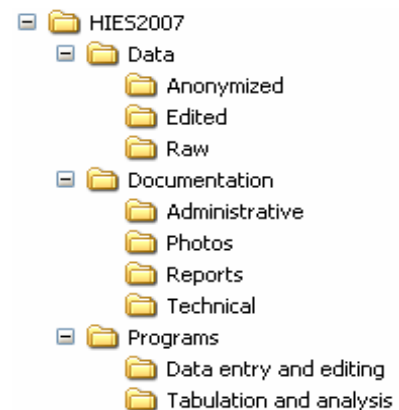 HIES2007
Data
Anonymized
Edited
Raw
Documentation
Administrative
Photos
Reports
Technical
Programs
Data entry and editing
Tabulation and analysis